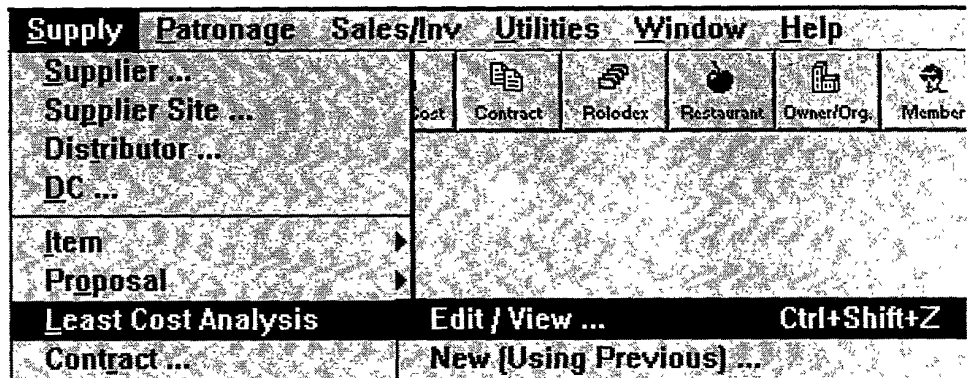 Supply Patronage Sales/Inv Utilities Window Help
Supplier ...
Supplier Site ...
Distributor ...
DC ...
Cost Contract Rolodex Restaurant Owner/Org. Member
Item
Proposal
Least Cost Analysis Edit / View ... Ctrl+Shift+Z
Contract ... New (Using Previous) ...